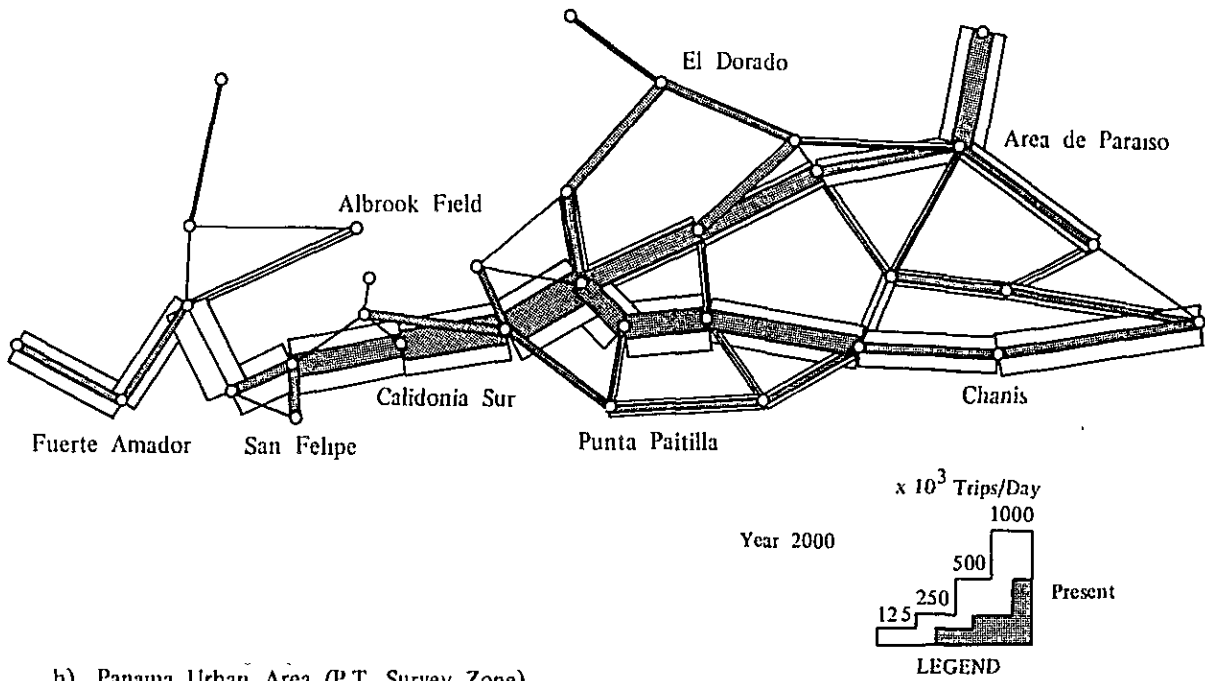 El Dorado
Area de Paraiso
Albrook Field
Calidonia Sur
Chanis
Fuerte Amador
San Felipe
Punta Paitilla
x 10³ Trips/Day
1000
Year 2000
500
250
125
Present
LEGEND
b) Panama Urban Area (P.T. Survey Zone)